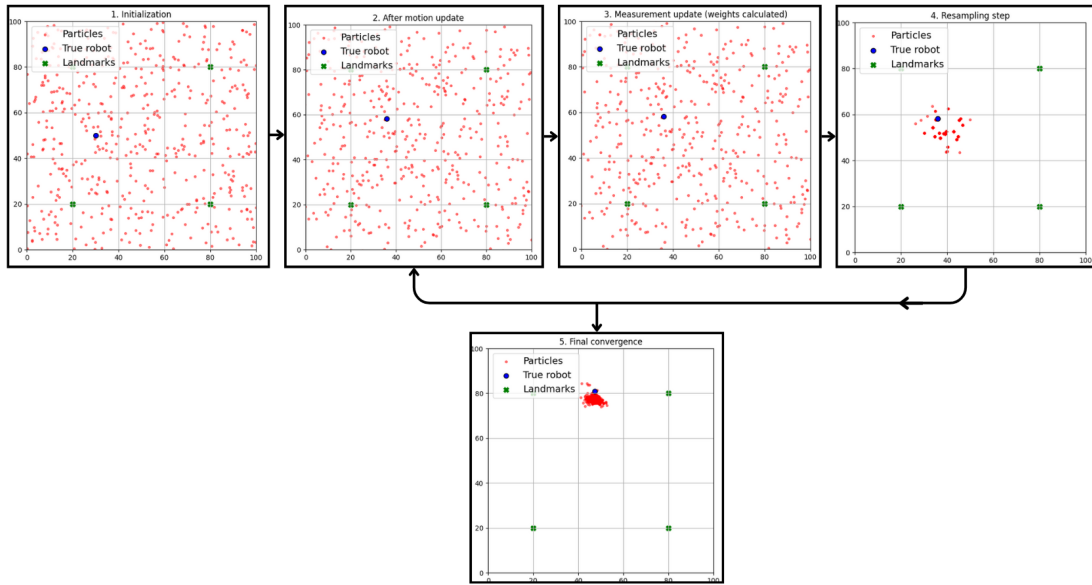 1. Initialization
Particles
True robot
Landmarks
100
80
60
40
20
0
0 20 40 60 80 100
2. After motion update
Particles
True robot
Landmarks
100
80
60
40
20
0
0 20 40 60 80 100
3. Measurement update (weights calculated)
Particles
True robot
Landmarks
100
80
60
40
20
0
0 20 40 60 80 100
4. Resampling step
Particles
True robot
Landmarks
100
80
60
40
20
0
0 20 40 60 80 100
5. Final convergence
Particles
True robot
Landmarks
100
80
60
40
20
0
0 20 40 60 80 100